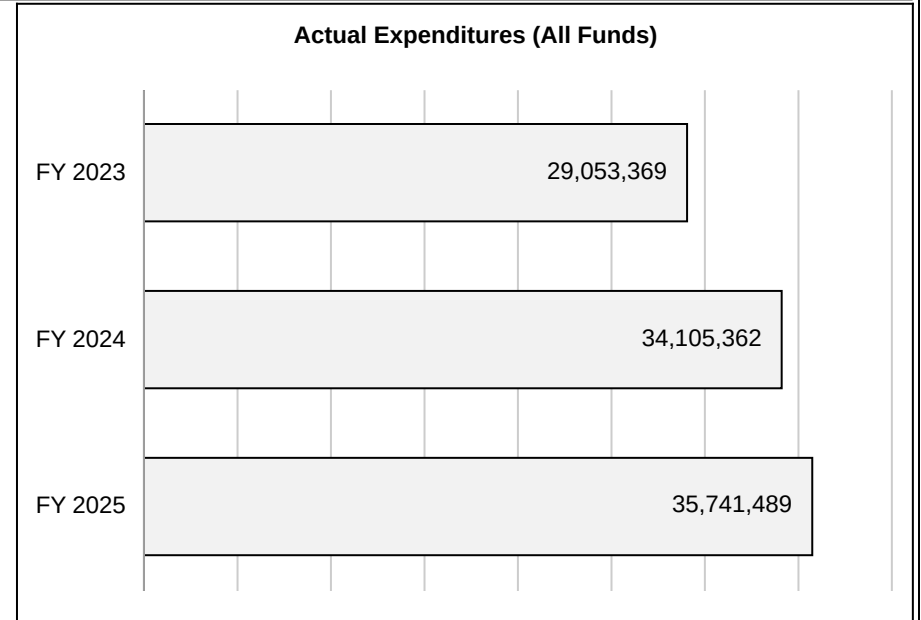 Actual Expenditures (All Funds)
FY 2023 29,053,369
FY 2024 34,105,362
FY 2025 35,741,489